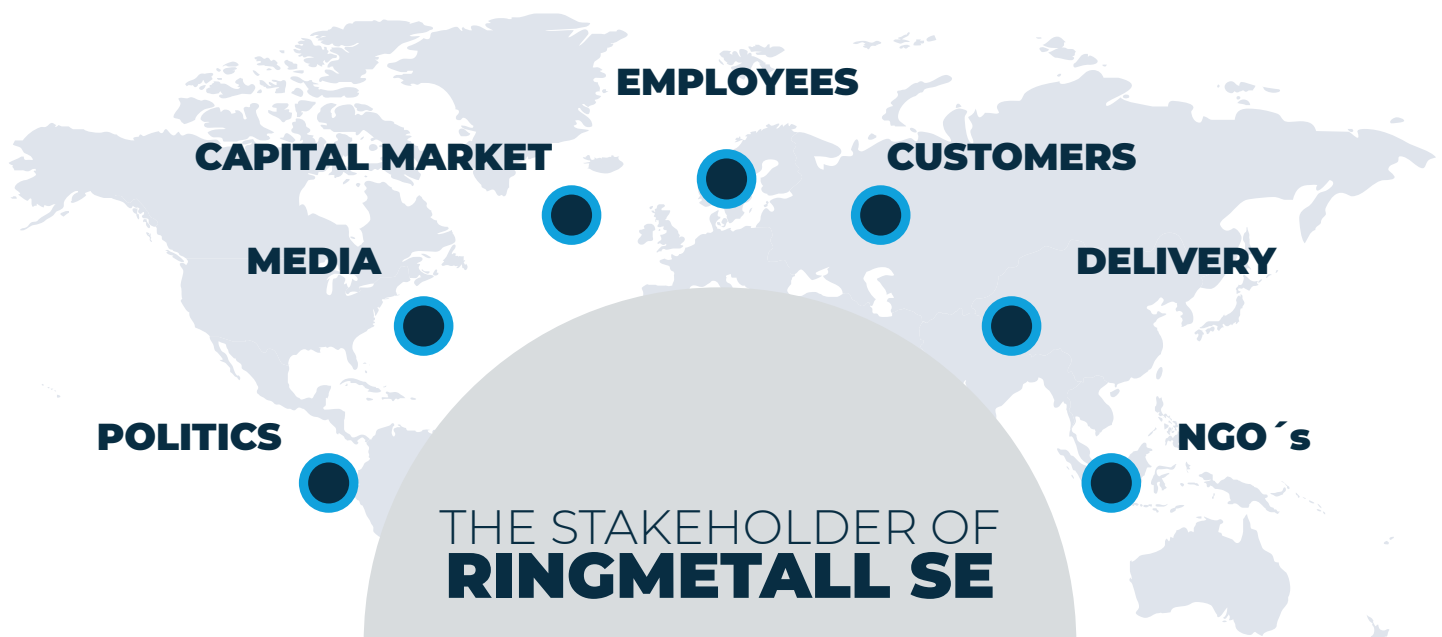 EMPLOYEES
CAPITAL MARKET
CUSTOMERS
MEDIA
DELIVERY
POLITICS
NGO´s
THE STAKEHOLDER OF
RINGMETALL SE